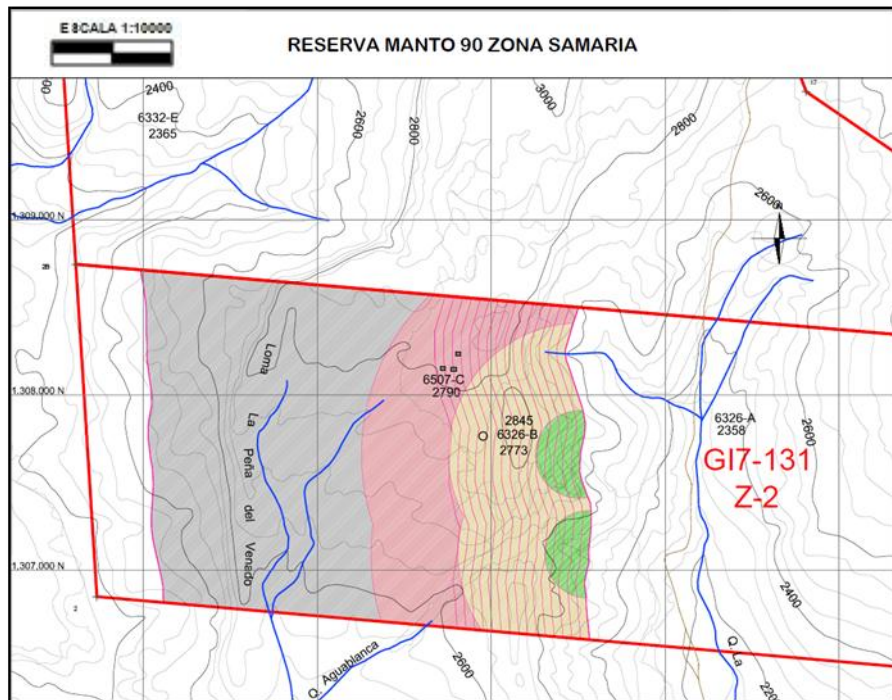 ESCALA 1:10000
RESERVA MANTO 90 ZONA SAMARIA
2400
6332-E
2365
2600
2800
3000
2800
17
1,309,000 N
2600
Loma
6507-C
2790
1,308,000 N
2845
6326-B
2773
6326-A
2358
2600
GI7-131
Z-2
La Peña del Venado
1,307,000 N
2
Q. Aguablanca
2600
2400
Q. La